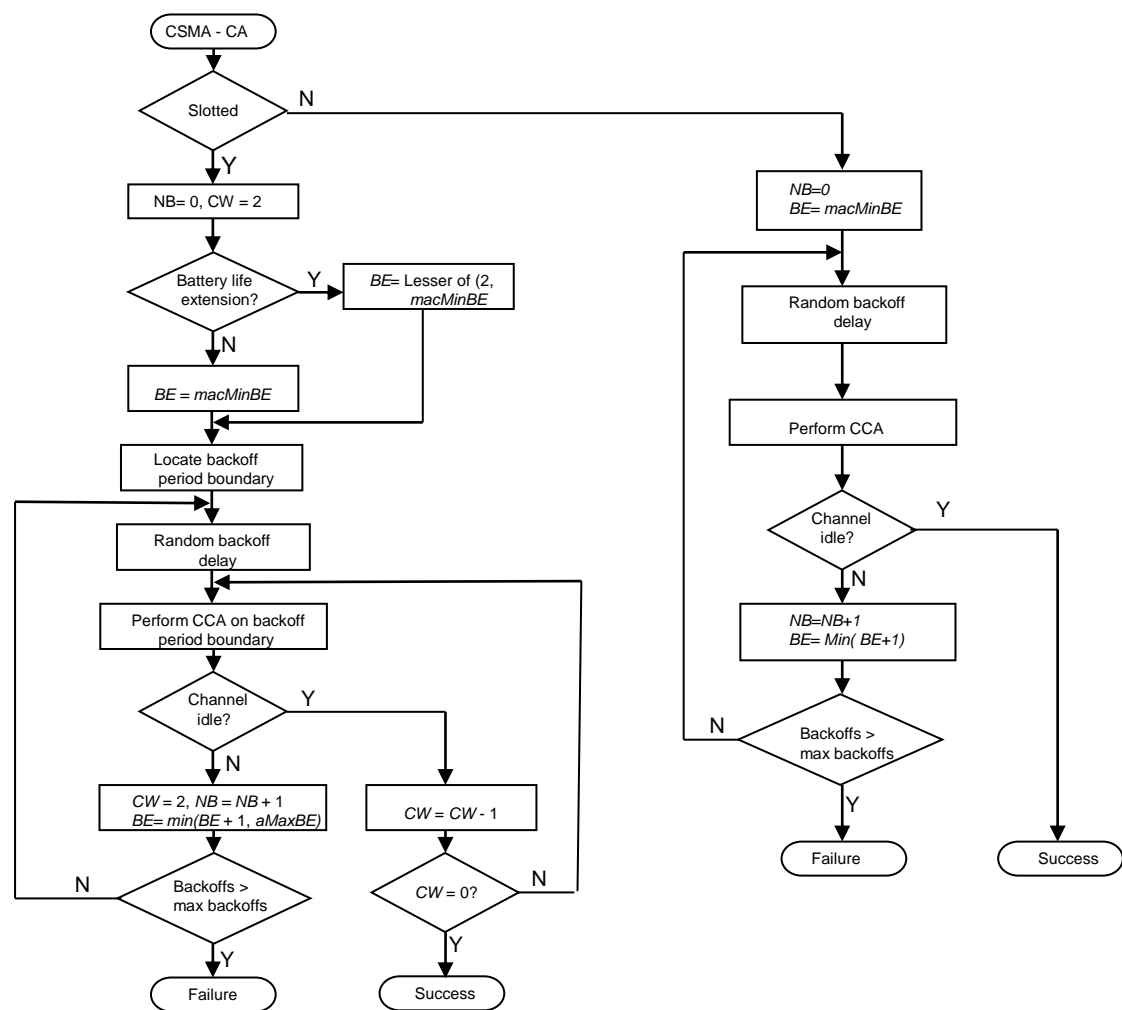 CSMA - CA
Slotted
N
Y
NB= 0, CW = 2
Battery life
extension?
Y
BE= Lesser of (2,
macMinBE
N
BE = macMinBE
Locate backoff
period boundary
Random backoff
delay
Perform CCA on backoff
period boundary
Channel
idle?
Y
N
CW = 2, NB = NB + 1
BE= min(BE + 1, aMaxBE)
CW = CW - 1
Backoffs >
max backoffs
N
CW = 0?
N
Y
Y
Failure
Success
NB=0
BE= macMinBE
Random backoff
delay
Perform CCA
Channel
idle?
Y
N
NB=NB+1
BE= Min( BE+1)
Backoffs >
max backoffs
N
Y
Failure
Success